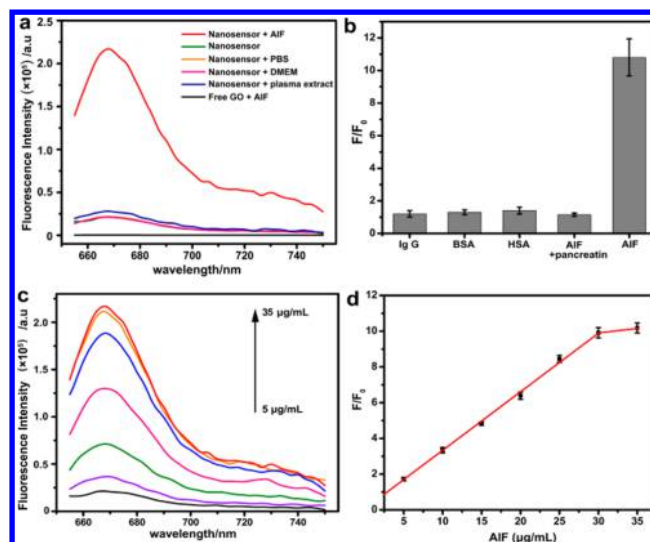 a
Fluorescence Intensity (×10⁵) /a.u
2.5
2.0
1.5
1.0
0.5
0
660 680 700 720 740
wavelength/nm
Nanosensor + AIF
Nanosensor
Nanosensor + PBS
Nanosensor + DMEM
Nanosensor + plasma extract
Free GO + AIF
b
F/F₀
12
10
8
6
4
2
0
Ig G BSA HSA AIF AIF
+pancreatin
c
Fluorescence Intensity (×10⁵) /a.u
2.0
1.5
1.0
0.5
0
660 680 700 720 740
wavelength/nm
35 μg/mL
5 μg/mL
d
F/F₀
12
10
8
6
4
2
0
5 10 15 20 25 30 35
AIF (μg/mL)